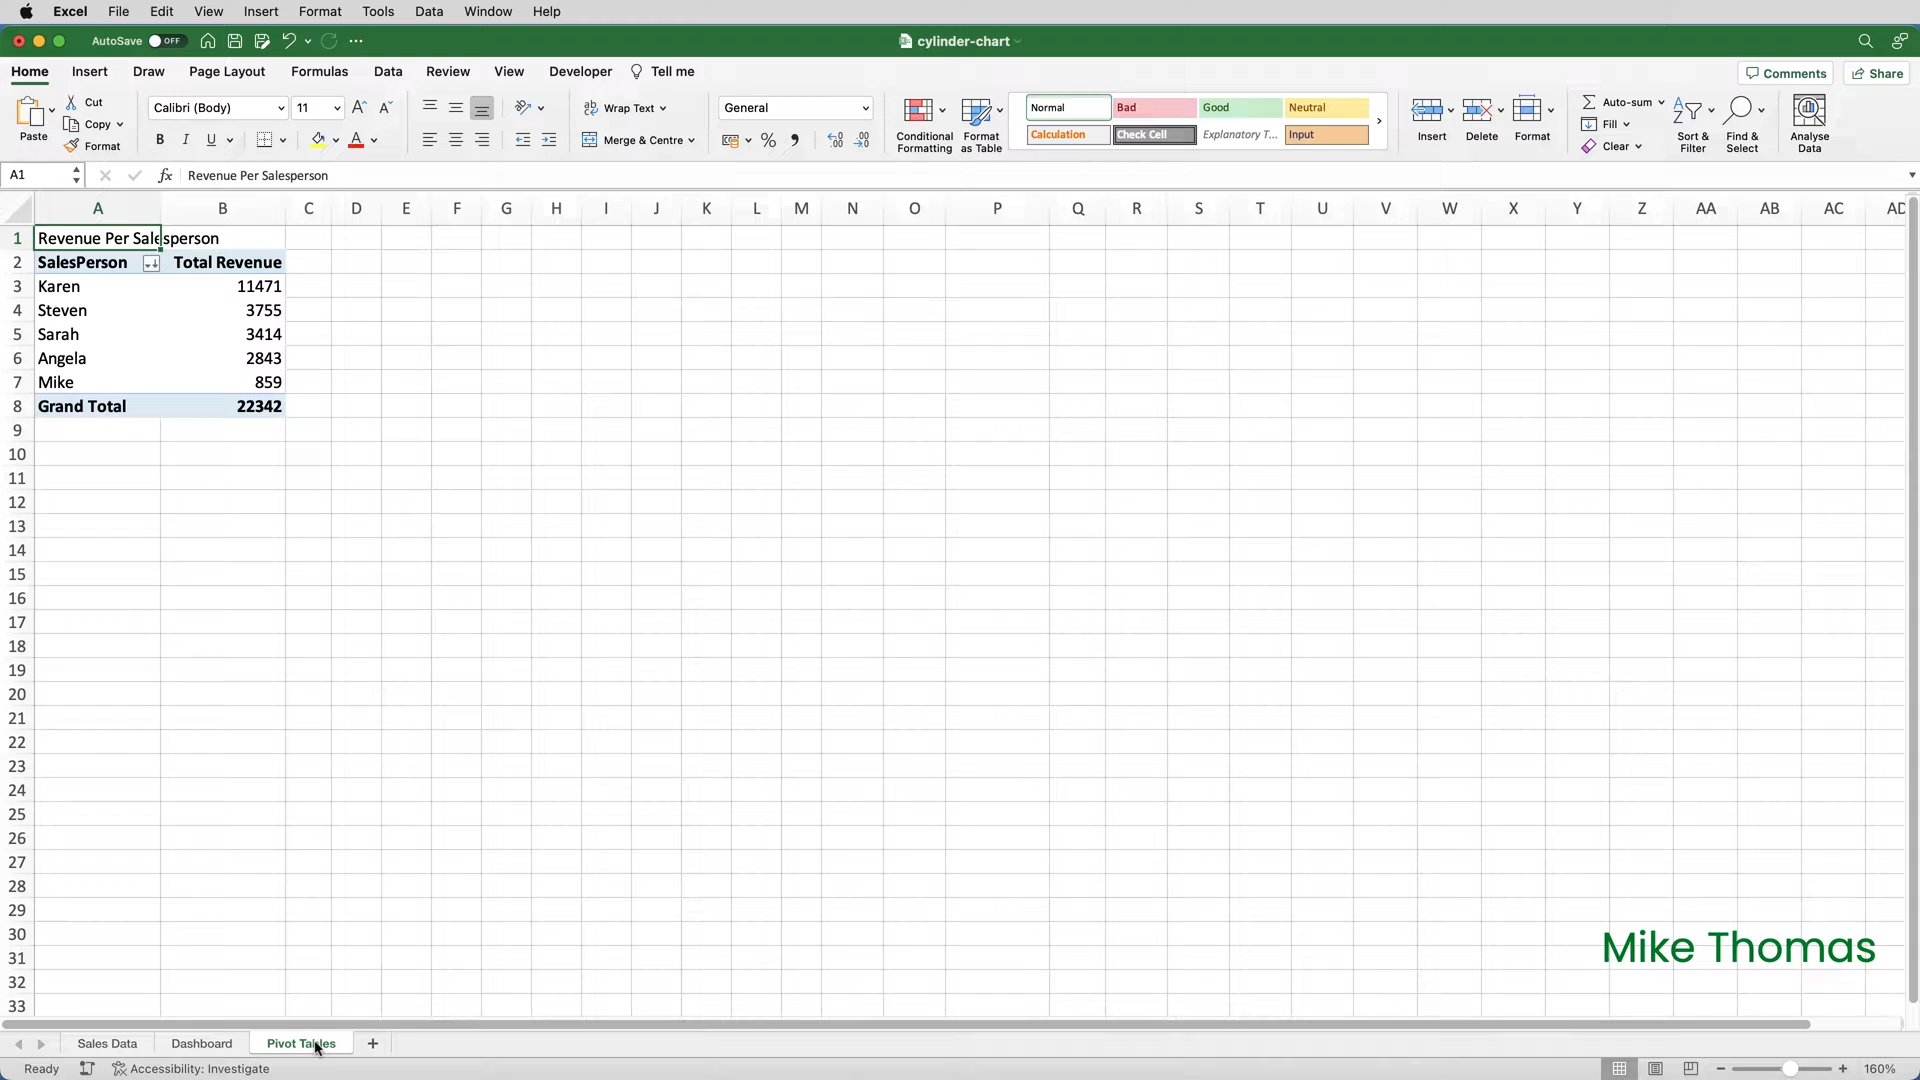 Excel File Edit View Insert Format Tools Data Window Help
AutoSave OFF cylinder-chart
Home Insert Draw Page Layout Formulas Data Review View Developer Tell me Comments Share
Paste Cut Copy Format
Calibri (Body) 11
B I U A
Wrap Text
Merge & Centre
General
% ,
Conditional Formatting
Format as Table
Normal Bad Good Neutral
Calculation Check Cell Explanatory T... Input
Insert Delete Format
Auto-sum
Fill
Clear
Sort & Filter
Find & Select
Analyse Data
A1 fx Revenue Per Salesperson
A B C D E F G H I J K L M N O P Q R S T U V W X Y Z AA AB AC AD
1 Revenue Per Salesperson
2 SalesPerson Total Revenue
3 Karen 11471
4 Steven 3755
5 Sarah 3414
6 Angela 2843
7 Mike 859
8 Grand Total 22342
9
10
11
12
13
14
15
16
17
18
19
20
21
22
23
24
25
26
27
28
29
30
31
32
33
Mike Thomas
Sales Data Dashboard Pivot Tables +
Ready Accessibility: Investigate 160%